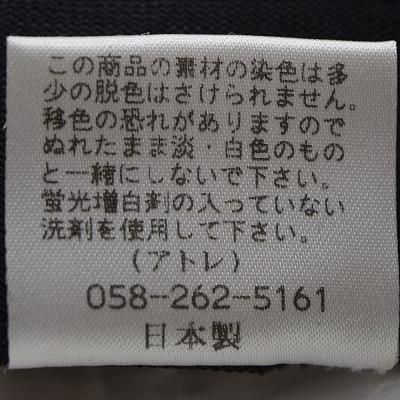 この商品の素材の染色は多
少の脱色はさけられません。
移色の恐れがありますので
ぬれたまま淡・白色のもの
と一緒にしないで下さい。
蛍光増白剤の入っていない
洗剤を使用して下さい。
(アトレ)
058-262-5161
日本製